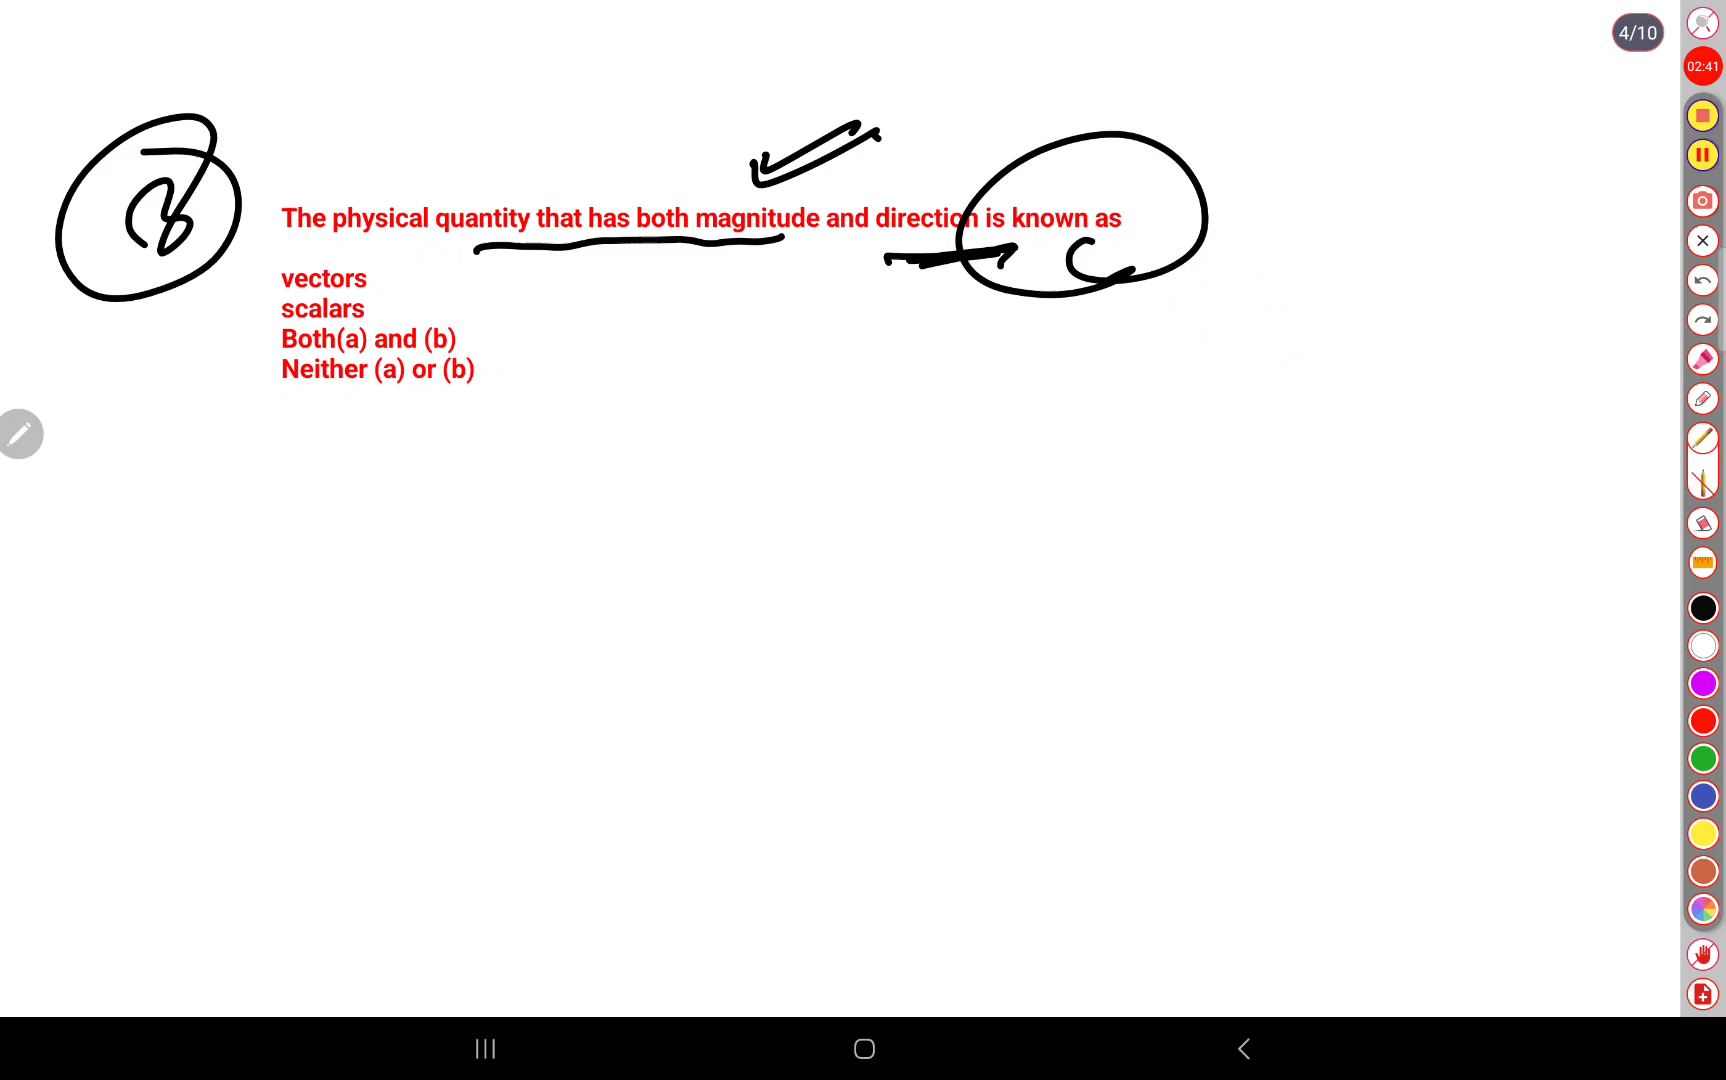 4/10
02:41
8
The physical quantity that has both magnitude and direction is known as
vectors
scalars
Both(a) and (b)
Neither (a) or (b)